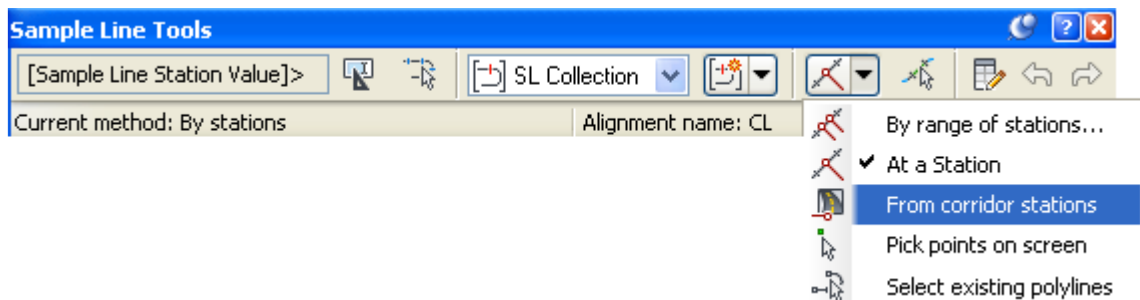 Sample Line Tools
[Sample Line Station Value]> SL Collection
Current method: By stations Alignment name: CL
By range of stations...
At a Station
From corridor stations
Pick points on screen
Select existing polylines